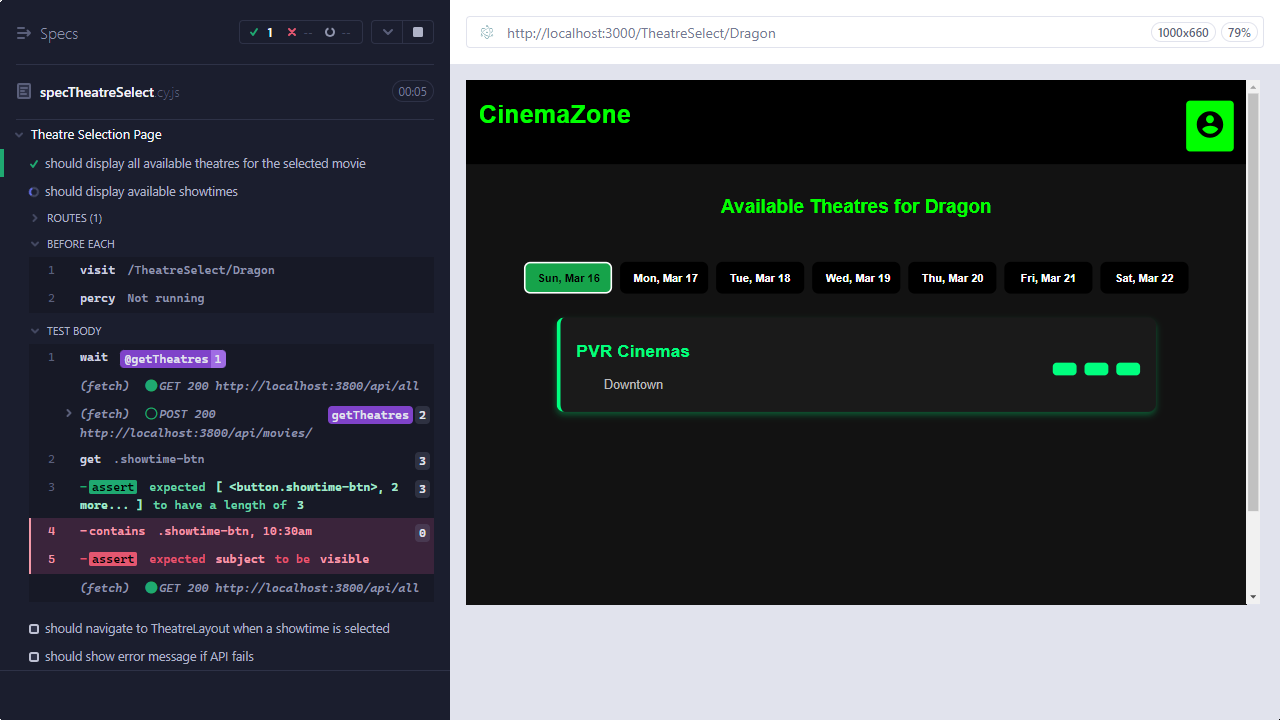 Specs
1
--
--
specTheatreSelect.cy.js
00:05
Theatre Selection Page
should display all available theatres for the selected movie
should display available showtimes
ROUTES (1)
BEFORE EACH
1 visit /TheatreSelect/Dragon
2 percy Not running
TEST BODY
1 wait @getTheatres 1
(fetch) GET 200 http://localhost:3800/api/all
(fetch) POST 200 getTheatres 2
http://localhost:3800/api/movies/
2 get .showtime-btn 3
3 -assert expected [ <button.showtime-btn>, 2 3
more... ] to have a length of 3
4 -contains .showtime-btn, 10:30am 0
5 -assert expected subject to be visible
(fetch) GET 200 http://localhost:3800/api/all
should navigate to TheatreLayout when a showtime is selected
should show error message if API fails
http://localhost:3000/TheatreSelect/Dragon
1000x660
79%
CinemaZone
Available Theatres for Dragon
Sun, Mar 16
Mon, Mar 17
Tue, Mar 18
Wed, Mar 19
Thu, Mar 20
Fri, Mar 21
Sat, Mar 22
PVR Cinemas
Downtown